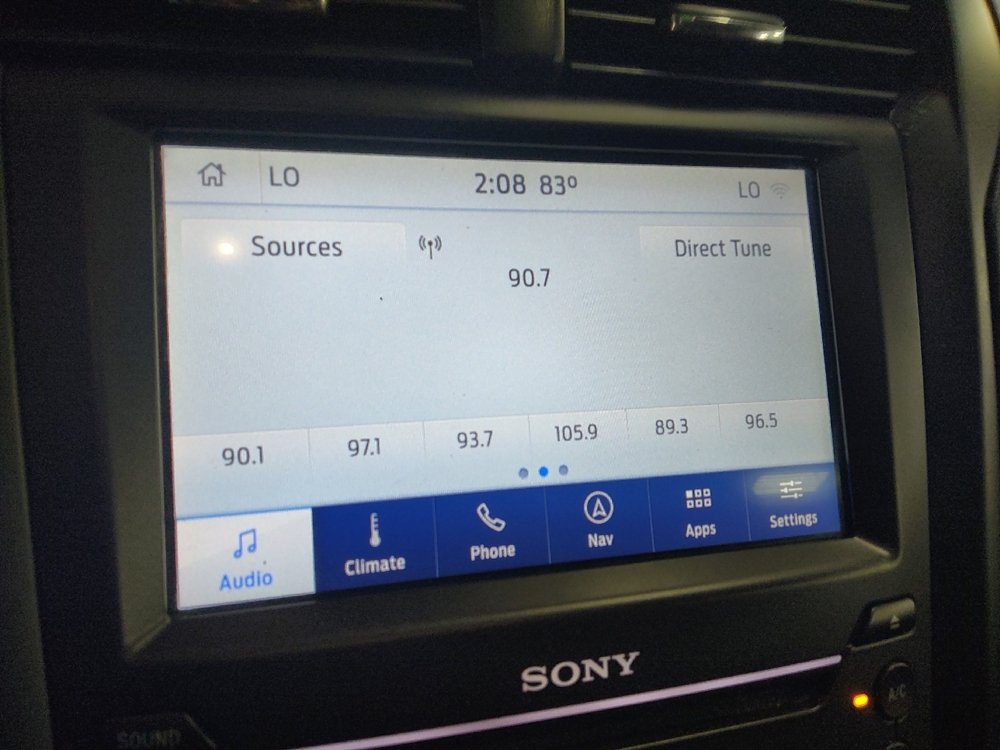 LO 2:08 83° LO
Sources Direct Tune
90.7
90.1 97.1 93.7 105.9 89.3 96.5
Audio Climate Phone Nav Apps Settings
SONY
A/C
SOUND